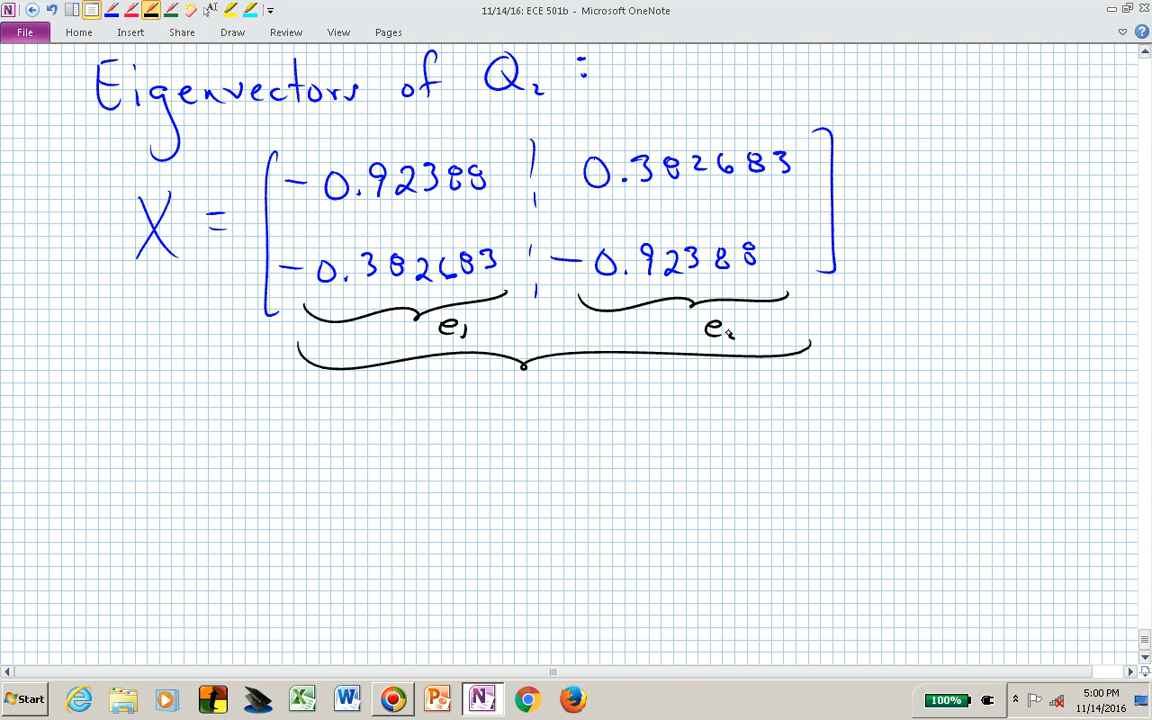 11/14/16: ECE 501b - Microsoft OneNote
File Home Insert Share Draw Review View Pages
Eigenvectors of Q₂ :
X = [ -0.92388 ¦ 0.382683
-0.382683 ¦ -0.92388 ]
e₁ e₂
100% 5:00 PM
11/14/2016
Start